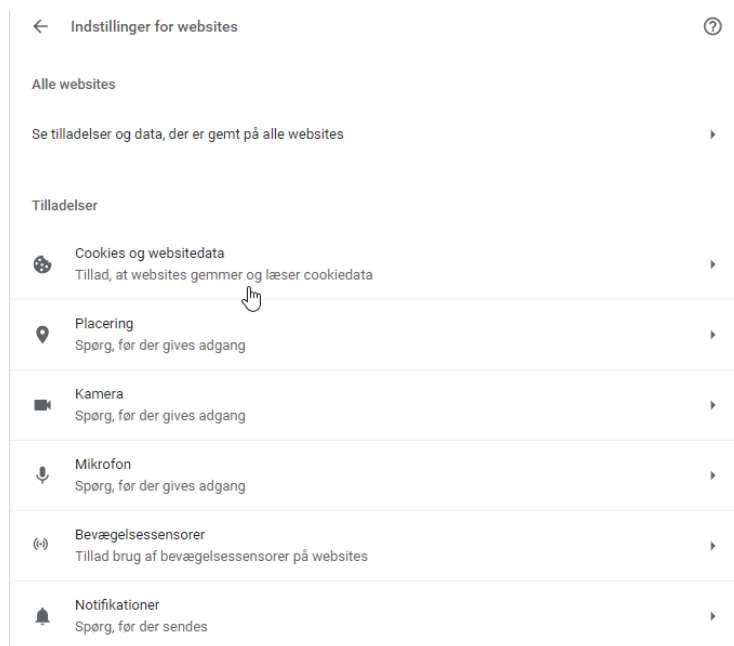 Indstillinger for websites
Alle websites
Se tilladelser og data, der er gemt på alle websites
Tilladelser
Cookies og websitedata
Tillad, at websites gemmer og læser cookiedata
Placering
Spørg, før der gives adgang
Kamera
Spørg, før der gives adgang
Mikrofon
Spørg, før der gives adgang
Bevægelsessensorer
Tillad brug af bevægelsessensorer på websites
Notifikationer
Spørg, før der sendes